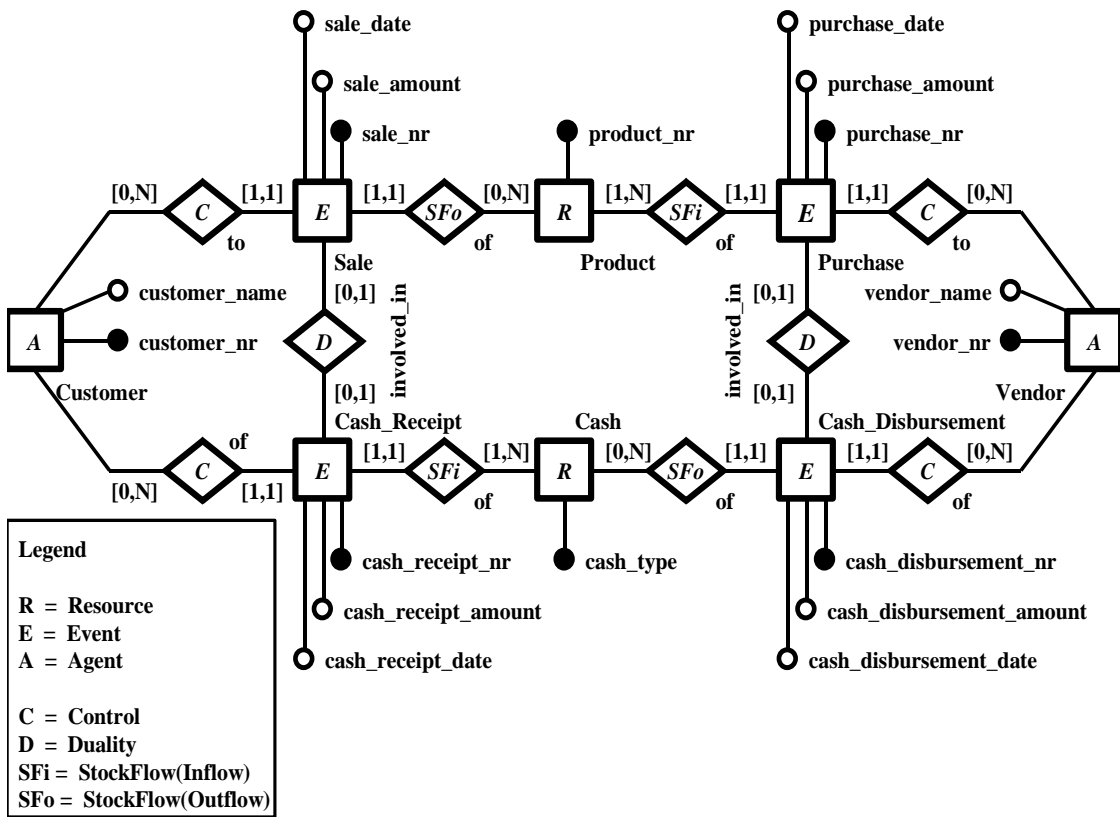 sale_date
purchase_date
sale_amount
purchase_amount
sale_nr
product_nr
purchase_nr
[0,N] [1,1] [1,1] [0,N] [1,N] [1,1] [1,1] [0,N]
C E SFo R SFi E C
to of of to
Sale Product Purchase
[0,1] [0,1]
customer_name vendor_name
involved_in involved_in
A customer_nr D D vendor_nr A
Customer Vendor
[0,1] [0,1]
Cash_Receipt Cash Cash_Disbursement
of [1,1] [1,N] [0,N] [1,1] [1,1] [0,N]
C E SFi R SFo E C
[0,N] [1,1] of of of
cash_receipt_nr cash_type cash_disbursement_nr
cash_receipt_amount cash_disbursement_amount
cash_receipt_date cash_disbursement_date
Legend
R = Resource
E = Event
A = Agent
C = Control
D = Duality
SFi = StockFlow(Inflow)
SFo = StockFlow(Outflow)